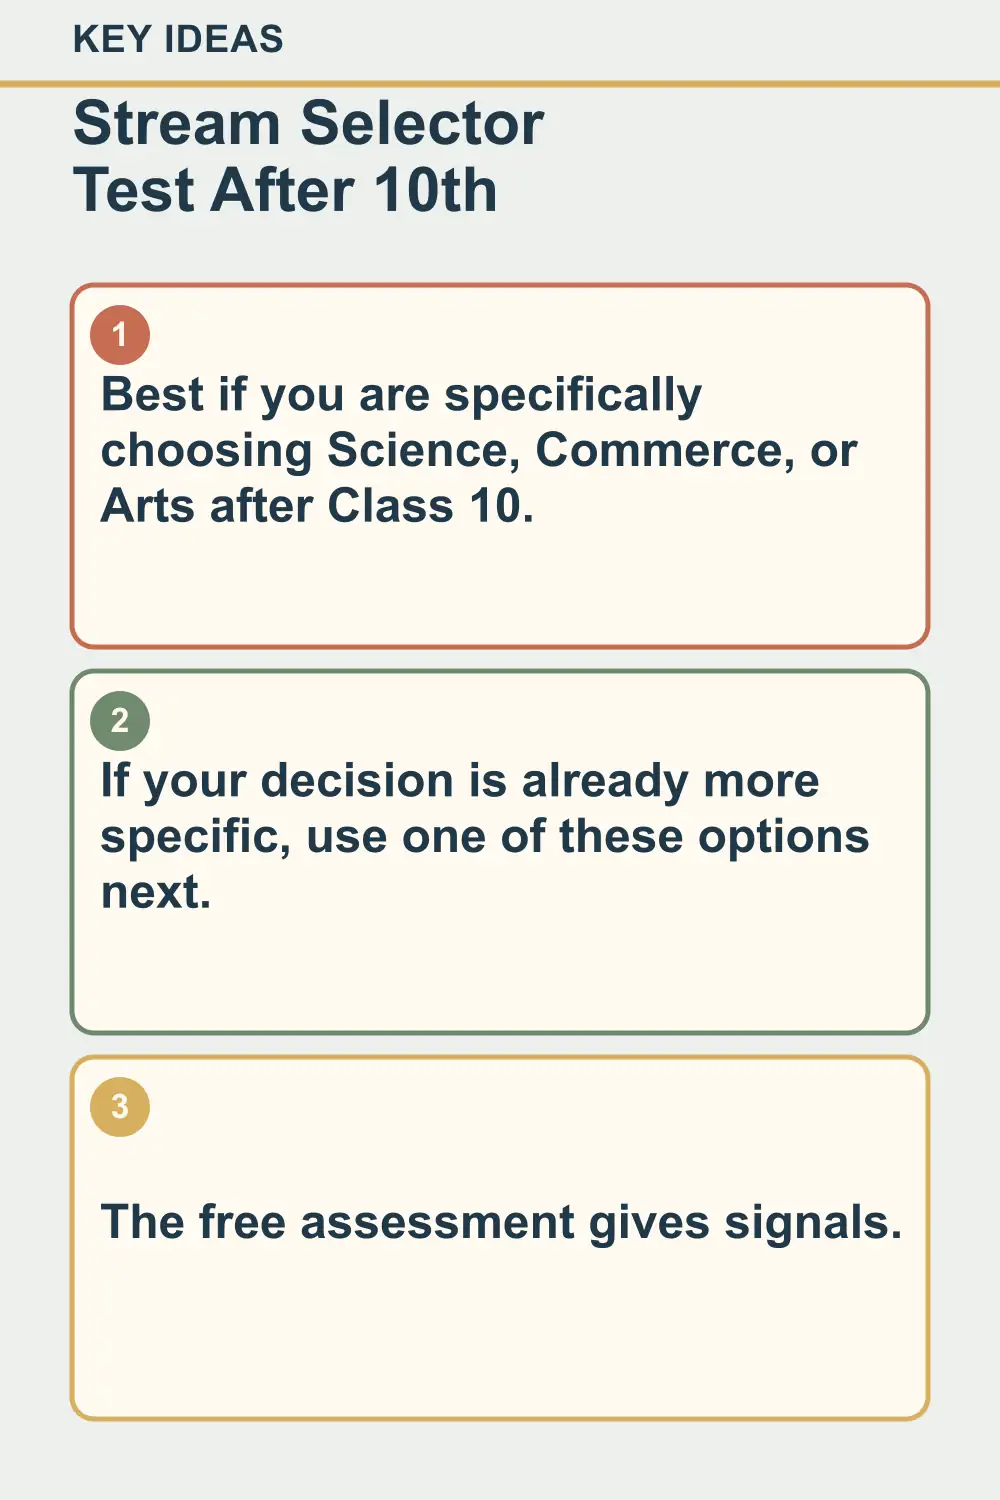 KEY IDEAS
Stream Selector
Test After 10th
1
Best if you are specifically
choosing Science, Commerce, or
Arts after Class 10.
2
If your decision is already more
specific, use one of these options
next.
3
The free assessment gives signals.